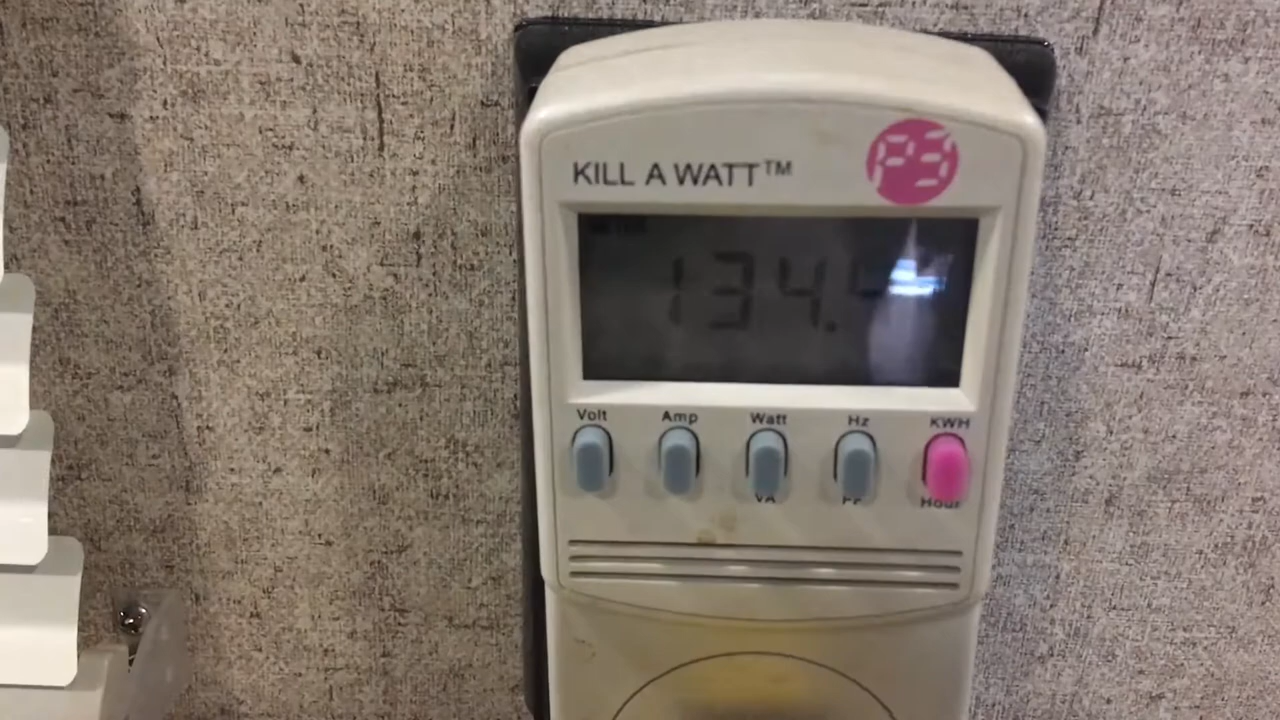 KILL A WATT™
P3
134.
Volt Amp Watt Hz KWH
VA PF Hour